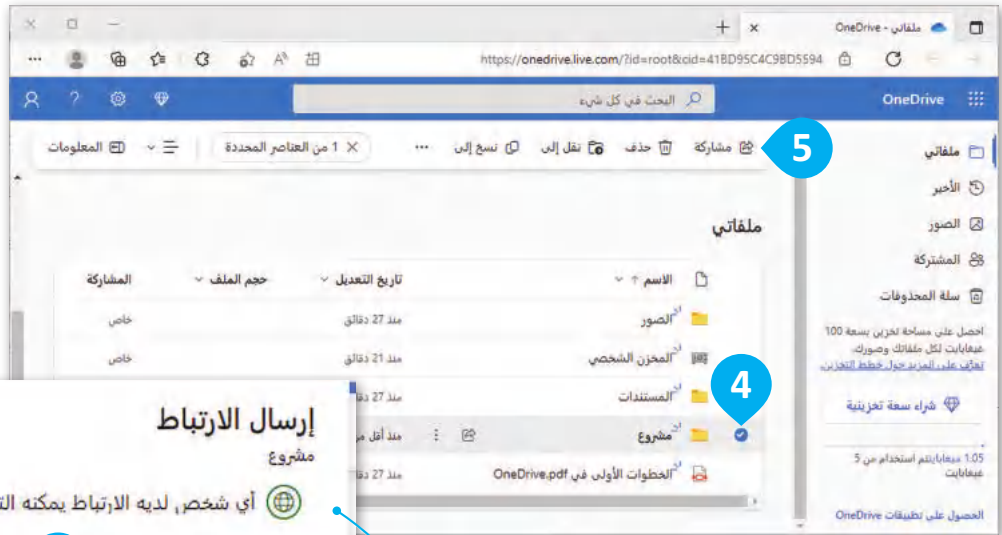 ملفاتي - OneDrive
https://onedrive.live.com/?id=root&cid=41BD95C4C9BD5594
OneDrive
البحث في كل شيء
?
مشاركة
حذف
نقل إلى
نسخ إلى
...
1 من العناصر المحددة
المعلومات
5
ملفاتي
الأخير
الصور
المشتركة
سلة المحذوفات
احصل على مساحة تخزين بسعة 100
غيغابايت لكل ملفاتك وصورك.
تعرّف على المزيد حول خطط التخزين.
شراء سعة تخزينية
1.05 ميغابايتتم استخدام من 5
غيغابايت
الحصول على تطبيقات OneDrive
ملفاتي
الاسم تاريخ التعديل حجم الملف المشاركة
الصور منذ 27 دقائق خاص
المخزن الشخصي منذ 21 دقائق خاص
المستندات منذ 27
4
مشروع منذ أقل
الخطوات الأولى في OneDrive.pdf منذ 27
إرسال الارتباط
مشروع
أي شخص لديه الارتباط يمكنه